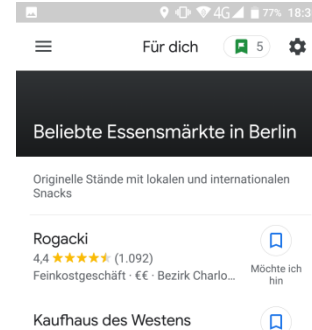 4G 77% 18:3
Für dich 5
Beliebte Essensmärkte in Berlin
Originelle Stände mit lokalen und internationalen
Snacks
Rogacki
4,4 ★★★★★ (1.092)
Feinkostgeschäft · €€ · Bezirk Charlo...
Möchte ich
hin
Kaufhaus des Westens